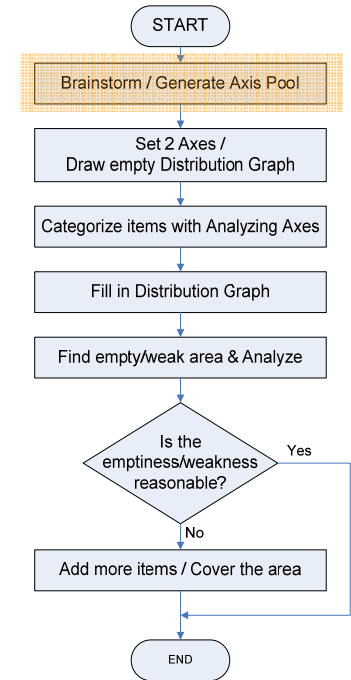 START
Brainstorm / Generate Axis Pool
Set 2 Axes /
Draw empty Distribution Graph
Categorize items with Analyzing Axes
Fill in Distribution Graph
Find empty/weak area & Analyze
Is the
emptiness/weakness
reasonable?
Yes
No
Add more items / Cover the area
END